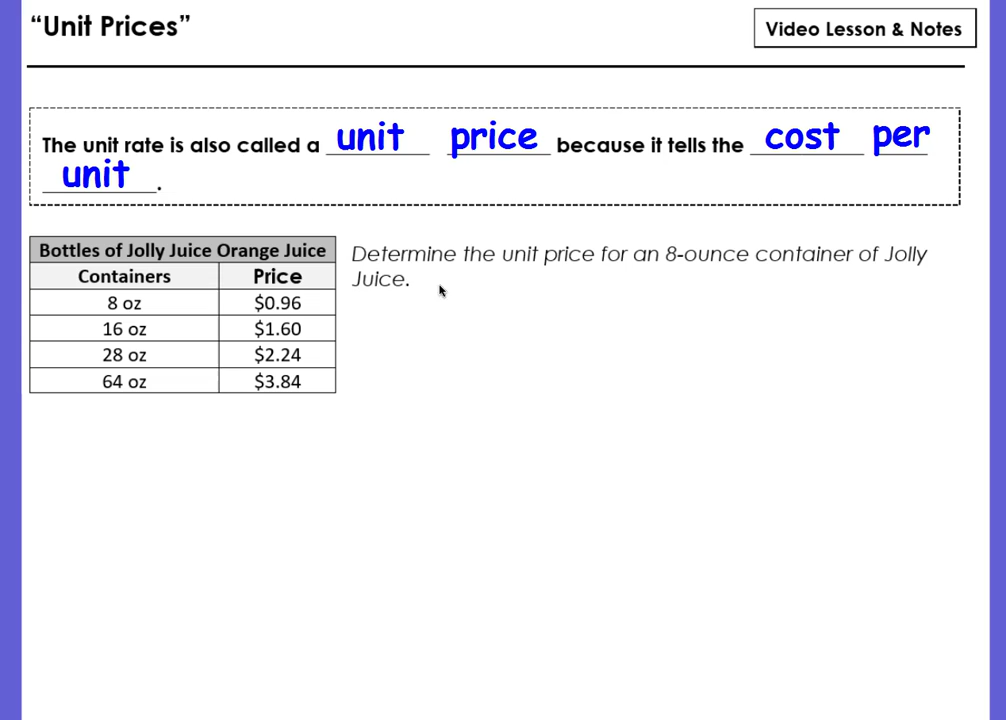 “Unit Prices”
Video Lesson & Notes
The unit rate is also called a unit price because it tells the cost per
unit.
Bottles of Jolly Juice Orange Juice
Containers Price
8 oz $0.96
16 oz $1.60
28 oz $2.24
64 oz $3.84
Determine the unit price for an 8-ounce container of Jolly
Juice.